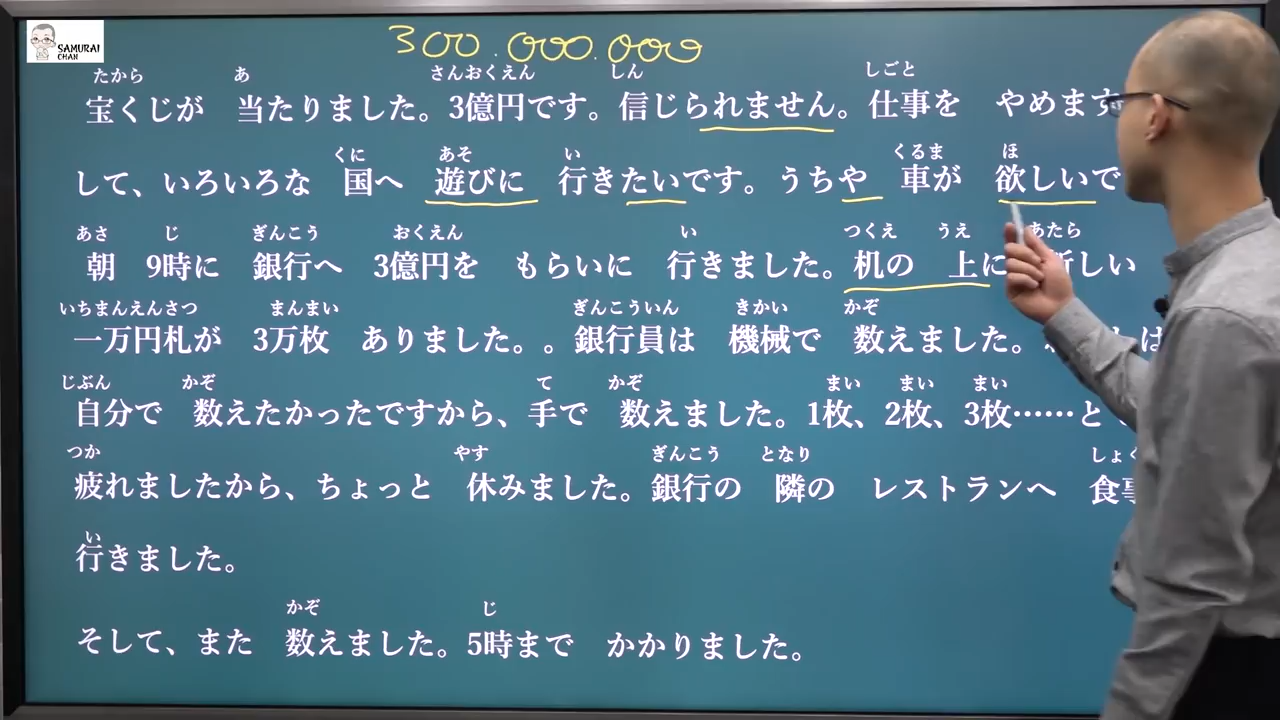 SAMURAI
CHAN
300.000.000
たから あ さんおくえん しん しごと
宝くじが 当たりました。3億円です。信じられません。仕事を やめます
くに あそ い くるま ほ
して、いろいろな 国へ 遊びに 行きたいです。うちや 車が 欲しいで
あさ じ ぎんこう おくえん い つくえ うえ あたら
朝 9時に 銀行へ 3億円を もらいに 行きました。机の 上に 新しい
いちまんえんさつ まんまい ぎんこういん きかい かぞ
一万円札が 3万枚 ありました。。銀行員は 機械で 数えました。 は
じぶん かぞ て かぞ まい まい まい
自分で 数えたかったですから、手で 数えました。1枚、2枚、3枚……と
つか やす ぎんこう となり しょく
疲れましたから、ちょっと 休みました。銀行の 隣の レストランへ 食事
い
行きました。
かぞ じ
そして、また 数えました。5時まで かかりました。